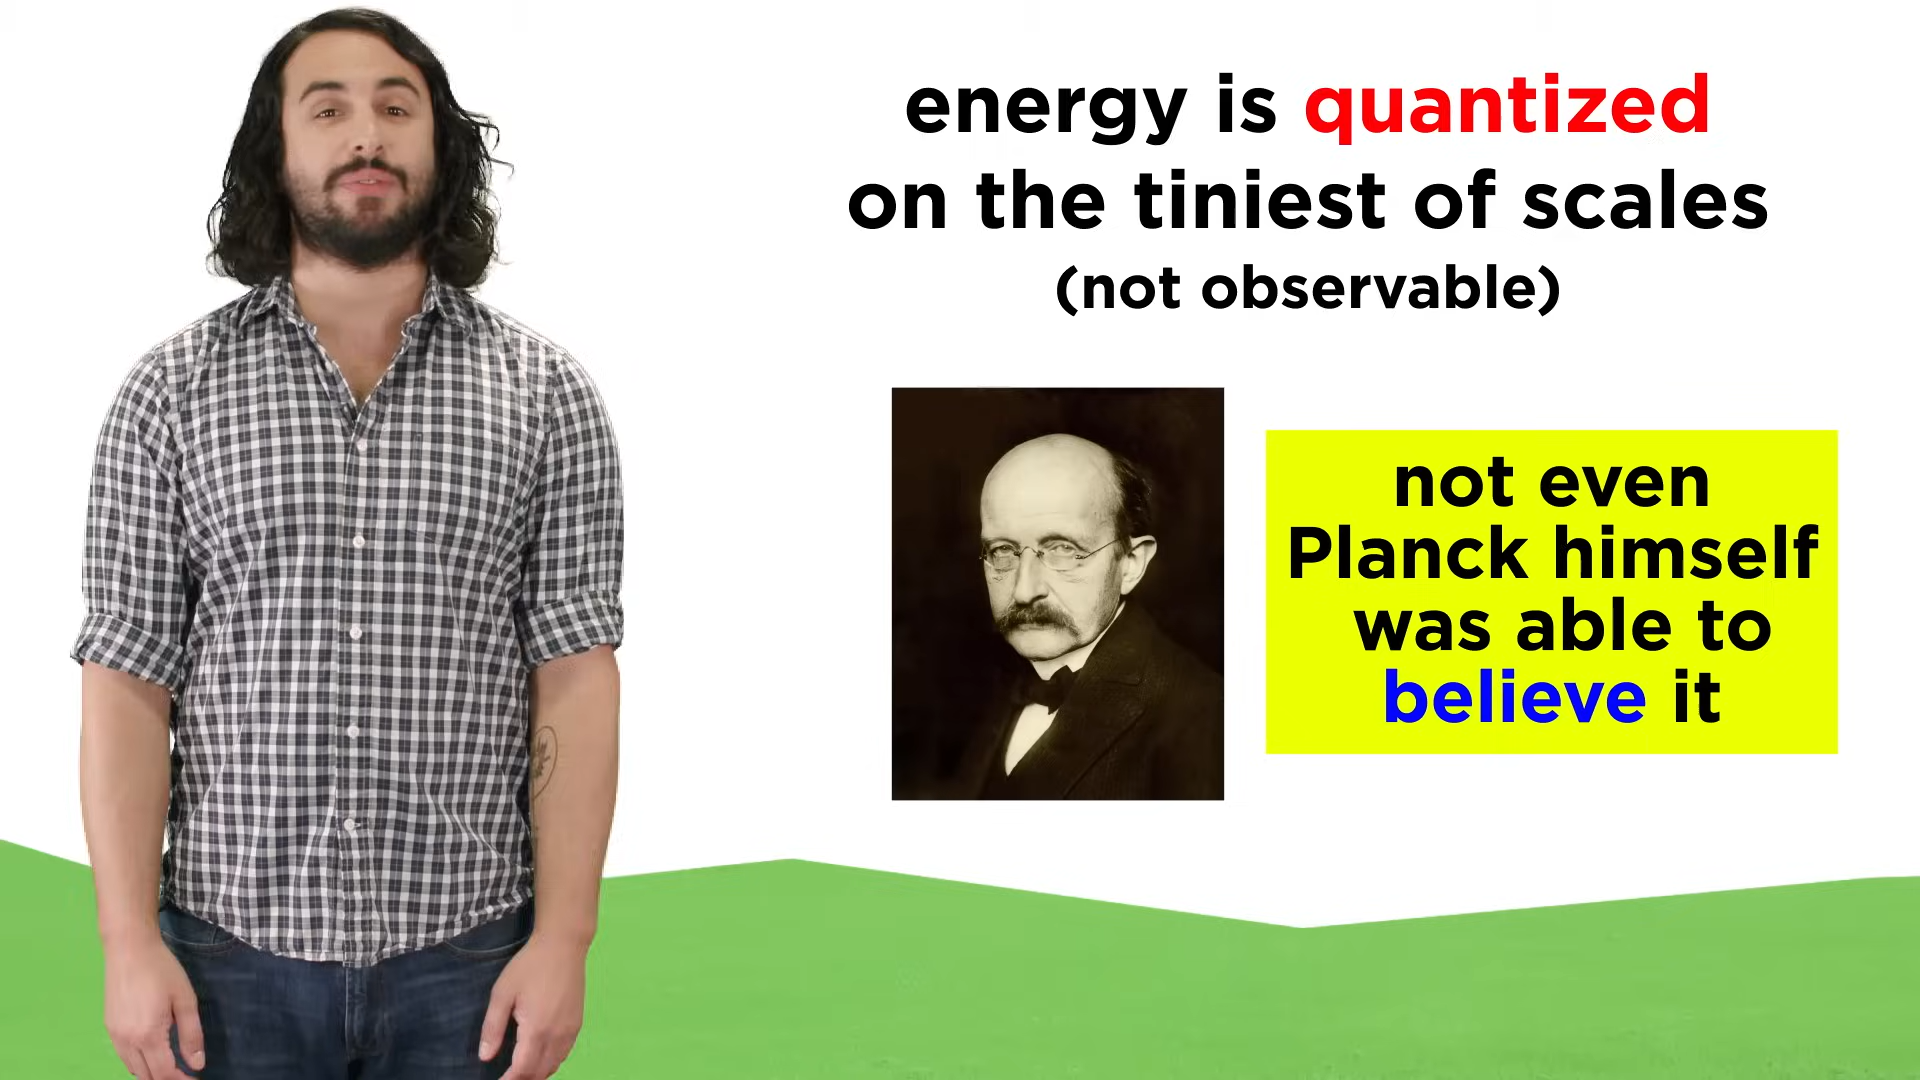 energy is quantized
on the tiniest of scales
(not observable)
not even
Planck himself
was able to
believe it